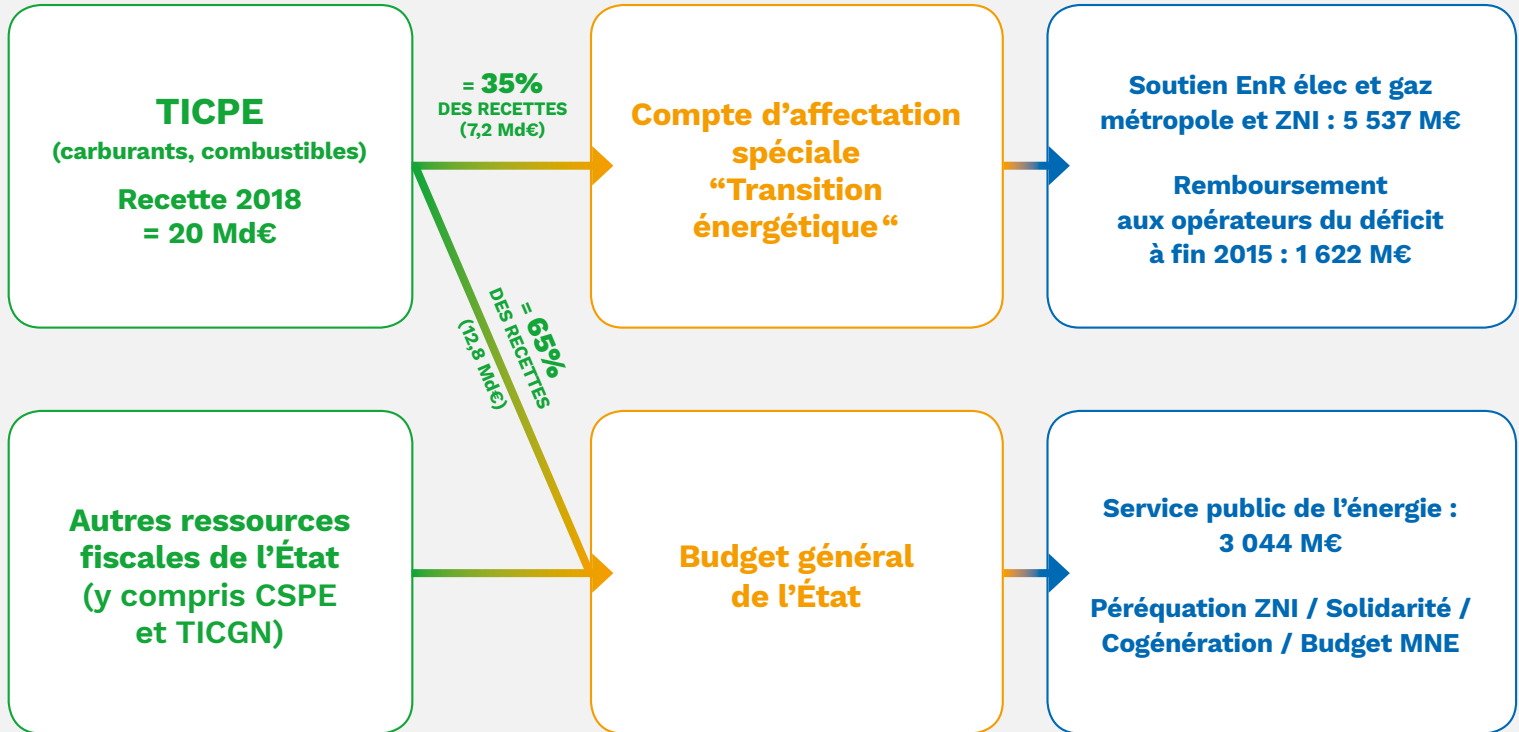 TICPE
(carburants, combustibles)
Recette 2018
= 20 Md€
= 35%
DES RECETTES
(7,2 Md€)
Compte d’affectation
spéciale
“Transition
énergétique “
Soutien EnR élec et gaz
métropole et ZNI : 5 537 M€
Remboursement
aux opérateurs du déficit
à fin 2015 : 1 622 M€
= 65%
DES RECETTES
(12,8 Md€)
Autres ressources
fiscales de l’État
(y compris CSPE
et TICGN)
Budget général
de l’État
Service public de l’énergie :
3 044 M€
Péréquation ZNI / Solidarité /
Cogénération / Budget MNE